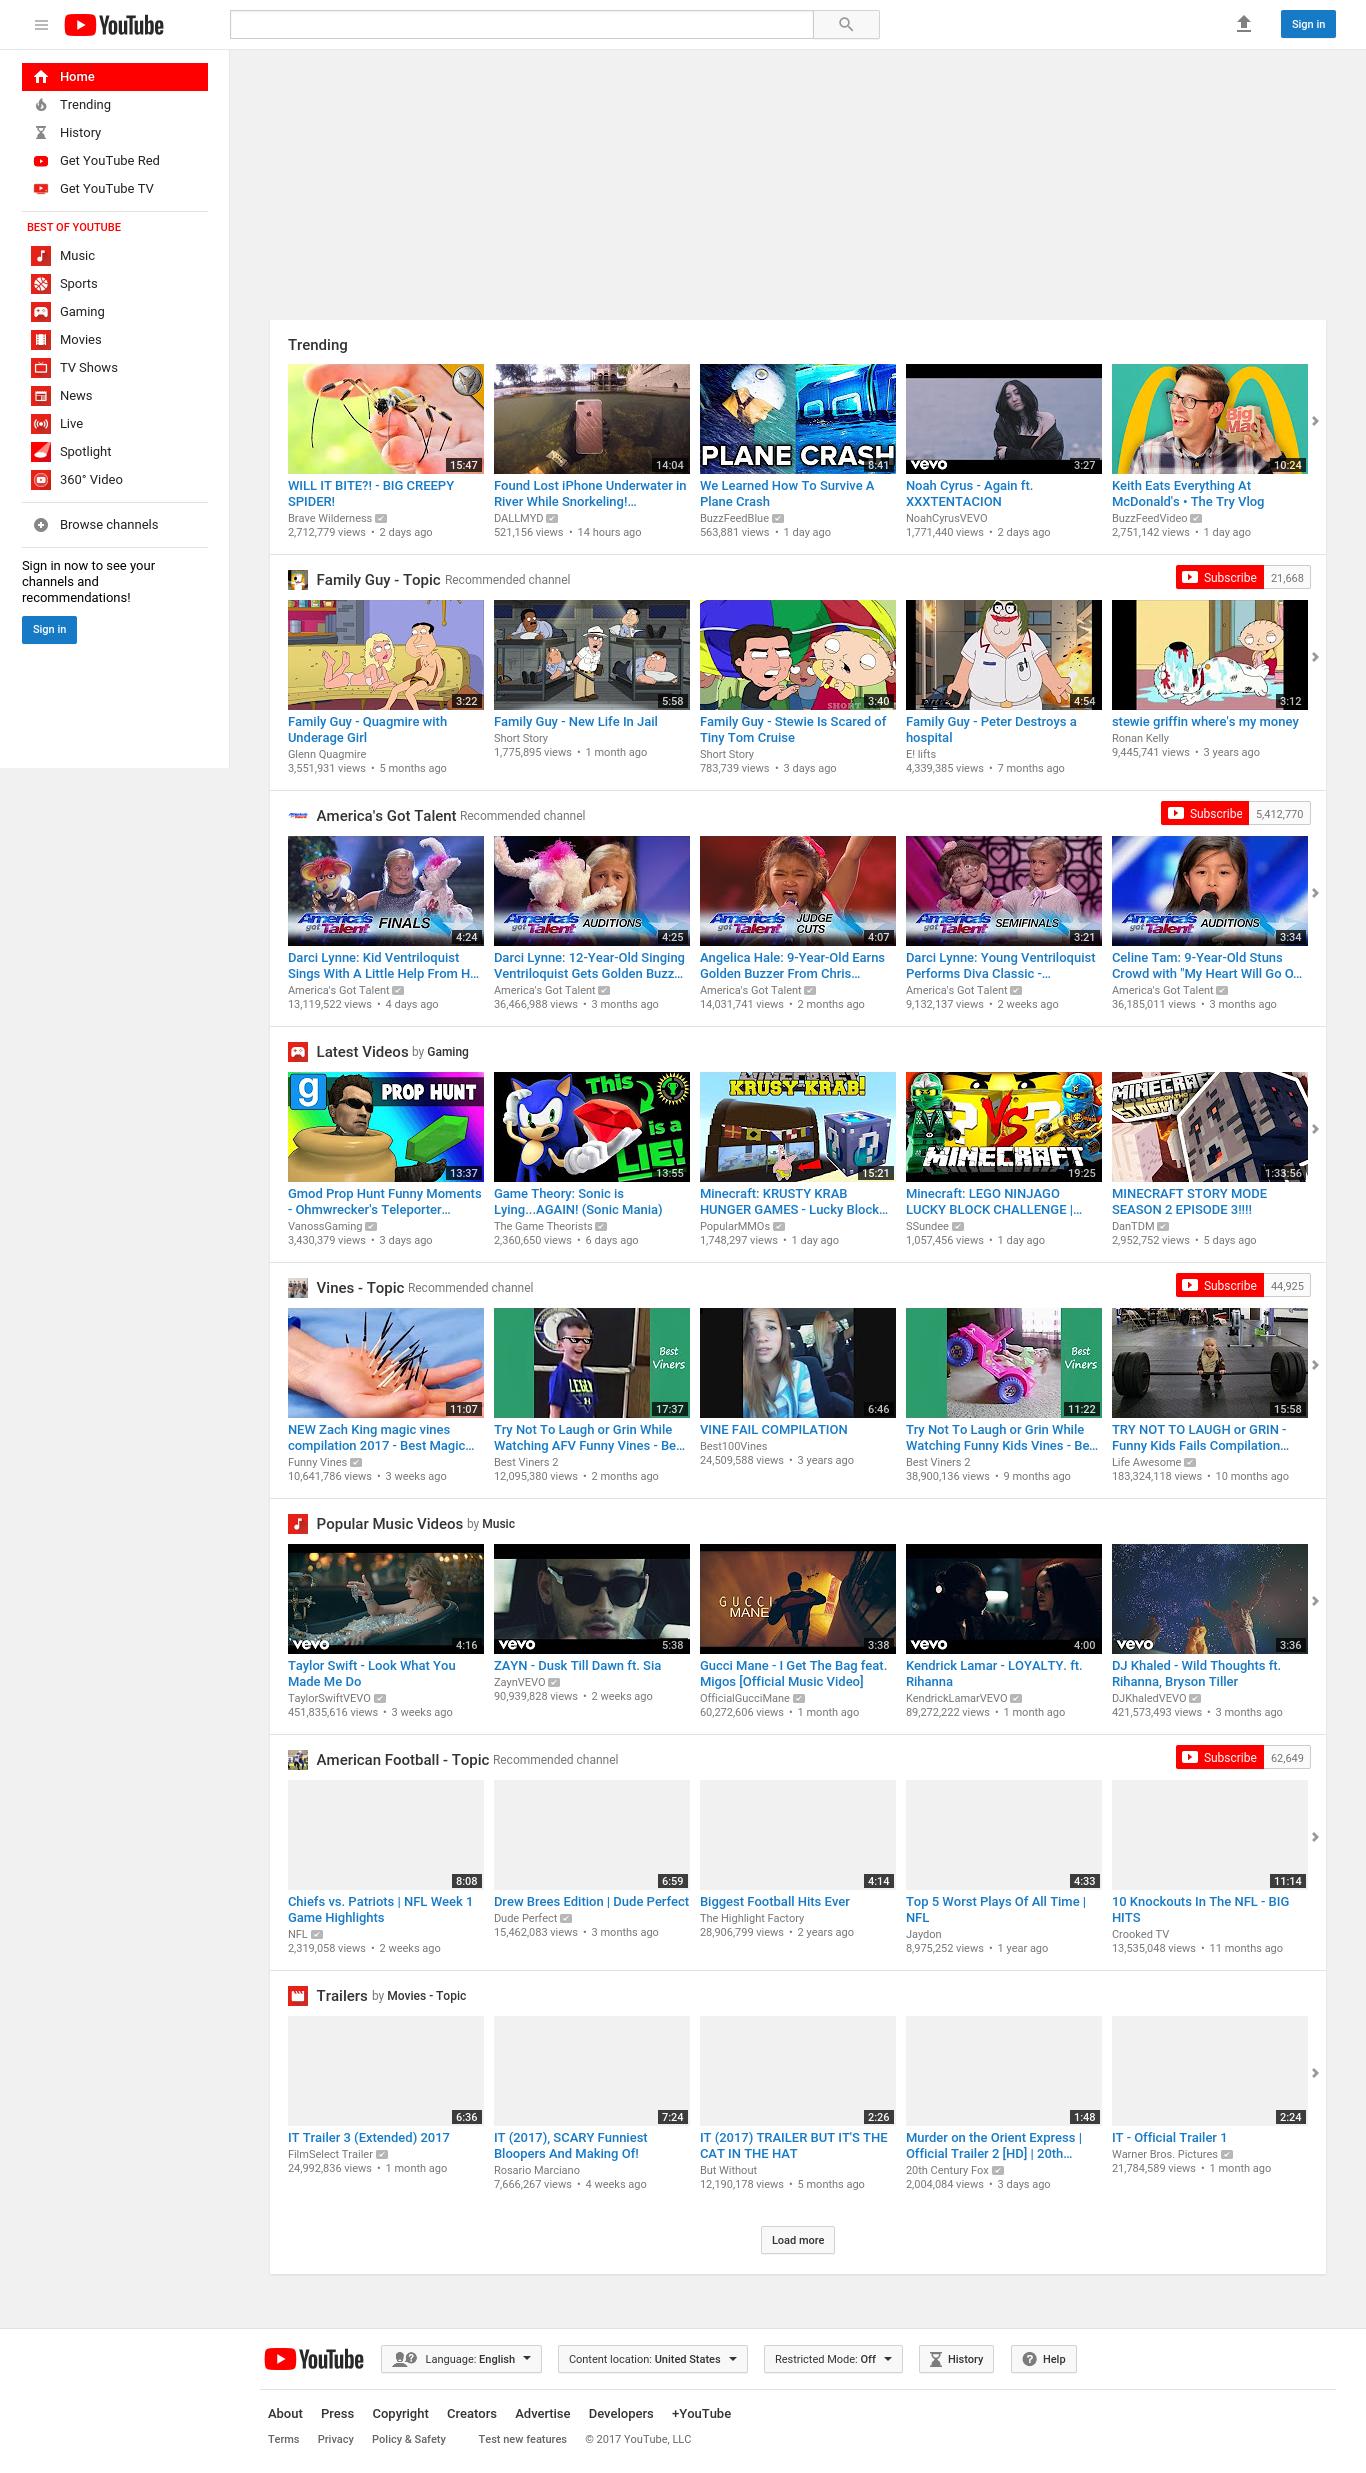 YouTube
Sign in
Home
Trending
History
Get YouTube Red
Get YouTube TV
BEST OF YOUTUBE
Music
Sports
Gaming
Movies
TV Shows
News
Live
Spotlight
360° Video
Browse channels
Sign in now to see your
channels and
recommendations!
Sign in
Trending
15:47
14:04
PLANE CRASH
8:41
vevo
3:27
Big Mac
10:24
WILL IT BITE?! - BIG CREEPY
SPIDER!
Brave Wilderness
2,712,779 views • 2 days ago
Found Lost iPhone Underwater in
River While Snorkeling!...
DALLMYD
521,156 views • 14 hours ago
We Learned How To Survive A
Plane Crash
BuzzFeedBlue
563,881 views • 1 day ago
Noah Cyrus - Again ft.
XXXTENTACION
NoahCyrusVEVO
1,771,440 views • 2 days ago
Keith Eats Everything At
McDonald's • The Try Vlog
BuzzFeedVideo
2,751,142 views • 1 day ago
Family Guy - Topic Recommended channel
Subscribe 21,668
3:22
5:58
SHORT
3:40
4:54
3:12
Family Guy - Quagmire with
Underage Girl
Glenn Quagmire
3,551,931 views • 5 months ago
Family Guy - New Life In Jail
Short Story
1,775,895 views • 1 month ago
Family Guy - Stewie Is Scared of
Tiny Tom Cruise
Short Story
783,739 views • 3 days ago
Family Guy - Peter Destroys a
hospital
E! lifts
4,339,385 views • 7 months ago
stewie griffin where's my money
Ronan Kelly
9,445,741 views • 3 years ago
America's Got Talent Recommended channel
Subscribe 5,412,770
America's got Talent FINALS
4:24
America's got Talent AUDITIONS
4:25
America's got Talent JUDGE CUTS
4:07
America's got Talent SEMIFINALS
3:21
America's got Talent AUDITIONS
3:34
Darci Lynne: Kid Ventriloquist
Sings With A Little Help From H...
America's Got Talent
13,119,522 views • 4 days ago
Darci Lynne: 12-Year-Old Singing
Ventriloquist Gets Golden Buzz...
America's Got Talent
36,466,988 views • 3 months ago
Angelica Hale: 9-Year-Old Earns
Golden Buzzer From Chris...
America's Got Talent
14,031,741 views • 2 months ago
Darci Lynne: Young Ventriloquist
Performs Diva Classic -...
America's Got Talent
9,132,137 views • 2 weeks ago
Celine Tam: 9-Year-Old Stuns
Crowd with "My Heart Will Go O...
America's Got Talent
36,185,011 views • 3 months ago
Latest Videos by Gaming
g PROP HUNT
13:37
This
is a
LIE!
13:55
MINECRAFT
KRUSY-KRAB!
15:21
? VS ?
MINECRAFT
19:25
MINECRAFT
STORY
1:33:56
Gmod Prop Hunt Funny Moments
- Ohmwrecker's Teleporter...
VanossGaming
3,430,379 views • 3 days ago
Game Theory: Sonic is
Lying...AGAIN! (Sonic Mania)
The Game Theorists
2,360,650 views • 6 days ago
Minecraft: KRUSTY KRAB
HUNGER GAMES - Lucky Block...
PopularMMOs
1,748,297 views • 1 day ago
Minecraft: LEGO NINJAGO
LUCKY BLOCK CHALLENGE |...
SSundee
1,057,456 views • 1 day ago
MINECRAFT STORY MODE
SEASON 2 EPISODE 3!!!!
DanTDM
2,952,752 views • 5 days ago
Vines - Topic Recommended channel
Subscribe 44,925
11:07
Best
Viners
17:37
6:46
Best
Viners
11:22
15:58
NEW Zach King magic vines
compilation 2017 - Best Magic...
Funny Vines
10,641,786 views • 3 weeks ago
Try Not To Laugh or Grin While
Watching AFV Funny Vines - Be...
Best Viners 2
12,095,380 views • 2 months ago
VINE FAIL COMPILATION
Best100Vines
24,509,588 views • 3 years ago
Try Not To Laugh or Grin While
Watching Funny Kids Vines - Be...
Best Viners 2
38,900,136 views • 9 months ago
TRY NOT TO LAUGH or GRIN -
Funny Kids Fails Compilation...
Life Awesome
183,324,118 views • 10 months ago
Popular Music Videos by Music
vevo
4:16
vevo
5:38
GUCCI
MANE
3:38
vevo
4:00
vevo
3:36
Taylor Swift - Look What You
Made Me Do
TaylorSwiftVEVO
451,835,616 views • 3 weeks ago
ZAYN - Dusk Till Dawn ft. Sia
ZaynVEVO
90,939,828 views • 2 weeks ago
Gucci Mane - I Get The Bag feat.
Migos [Official Music Video]
OfficialGucciMane
60,272,606 views • 1 month ago
Kendrick Lamar - LOYALTY. ft.
Rihanna
KendrickLamarVEVO
89,272,222 views • 1 month ago
DJ Khaled - Wild Thoughts ft.
Rihanna, Bryson Tiller
DJKhaledVEVO
421,573,493 views • 3 months ago
American Football - Topic Recommended channel
Subscribe 62,649
8:08
6:59
4:14
4:33
11:14
Chiefs vs. Patriots | NFL Week 1
Game Highlights
NFL
2,319,058 views • 2 weeks ago
Drew Brees Edition | Dude Perfect
Dude Perfect
15,462,083 views • 3 months ago
Biggest Football Hits Ever
The Highlight Factory
28,906,799 views • 2 years ago
Top 5 Worst Plays Of All Time |
NFL
Jaydon
8,975,252 views • 1 year ago
10 Knockouts In The NFL - BIG
HITS
Crooked TV
13,535,048 views • 11 months ago
Trailers by Movies - Topic
6:36
7:24
2:26
1:48
2:24
IT Trailer 3 (Extended) 2017
FilmSelect Trailer
24,992,836 views • 1 month ago
IT (2017), SCARY Funniest
Bloopers And Making Of!
Rosario Marciano
7,666,267 views • 4 weeks ago
IT (2017) TRAILER BUT IT'S THE
CAT IN THE HAT
But Without
12,190,178 views • 5 months ago
Murder on the Orient Express |
Official Trailer 2 [HD] | 20th...
20th Century Fox
2,004,084 views • 3 days ago
IT - Official Trailer 1
Warner Bros. Pictures
21,784,589 views • 1 month ago
Load more
YouTube Language: English Content location: United States Restricted Mode: Off History Help
About Press Copyright Creators Advertise Developers +YouTube
Terms Privacy Policy & Safety Test new features © 2017 YouTube, LLC